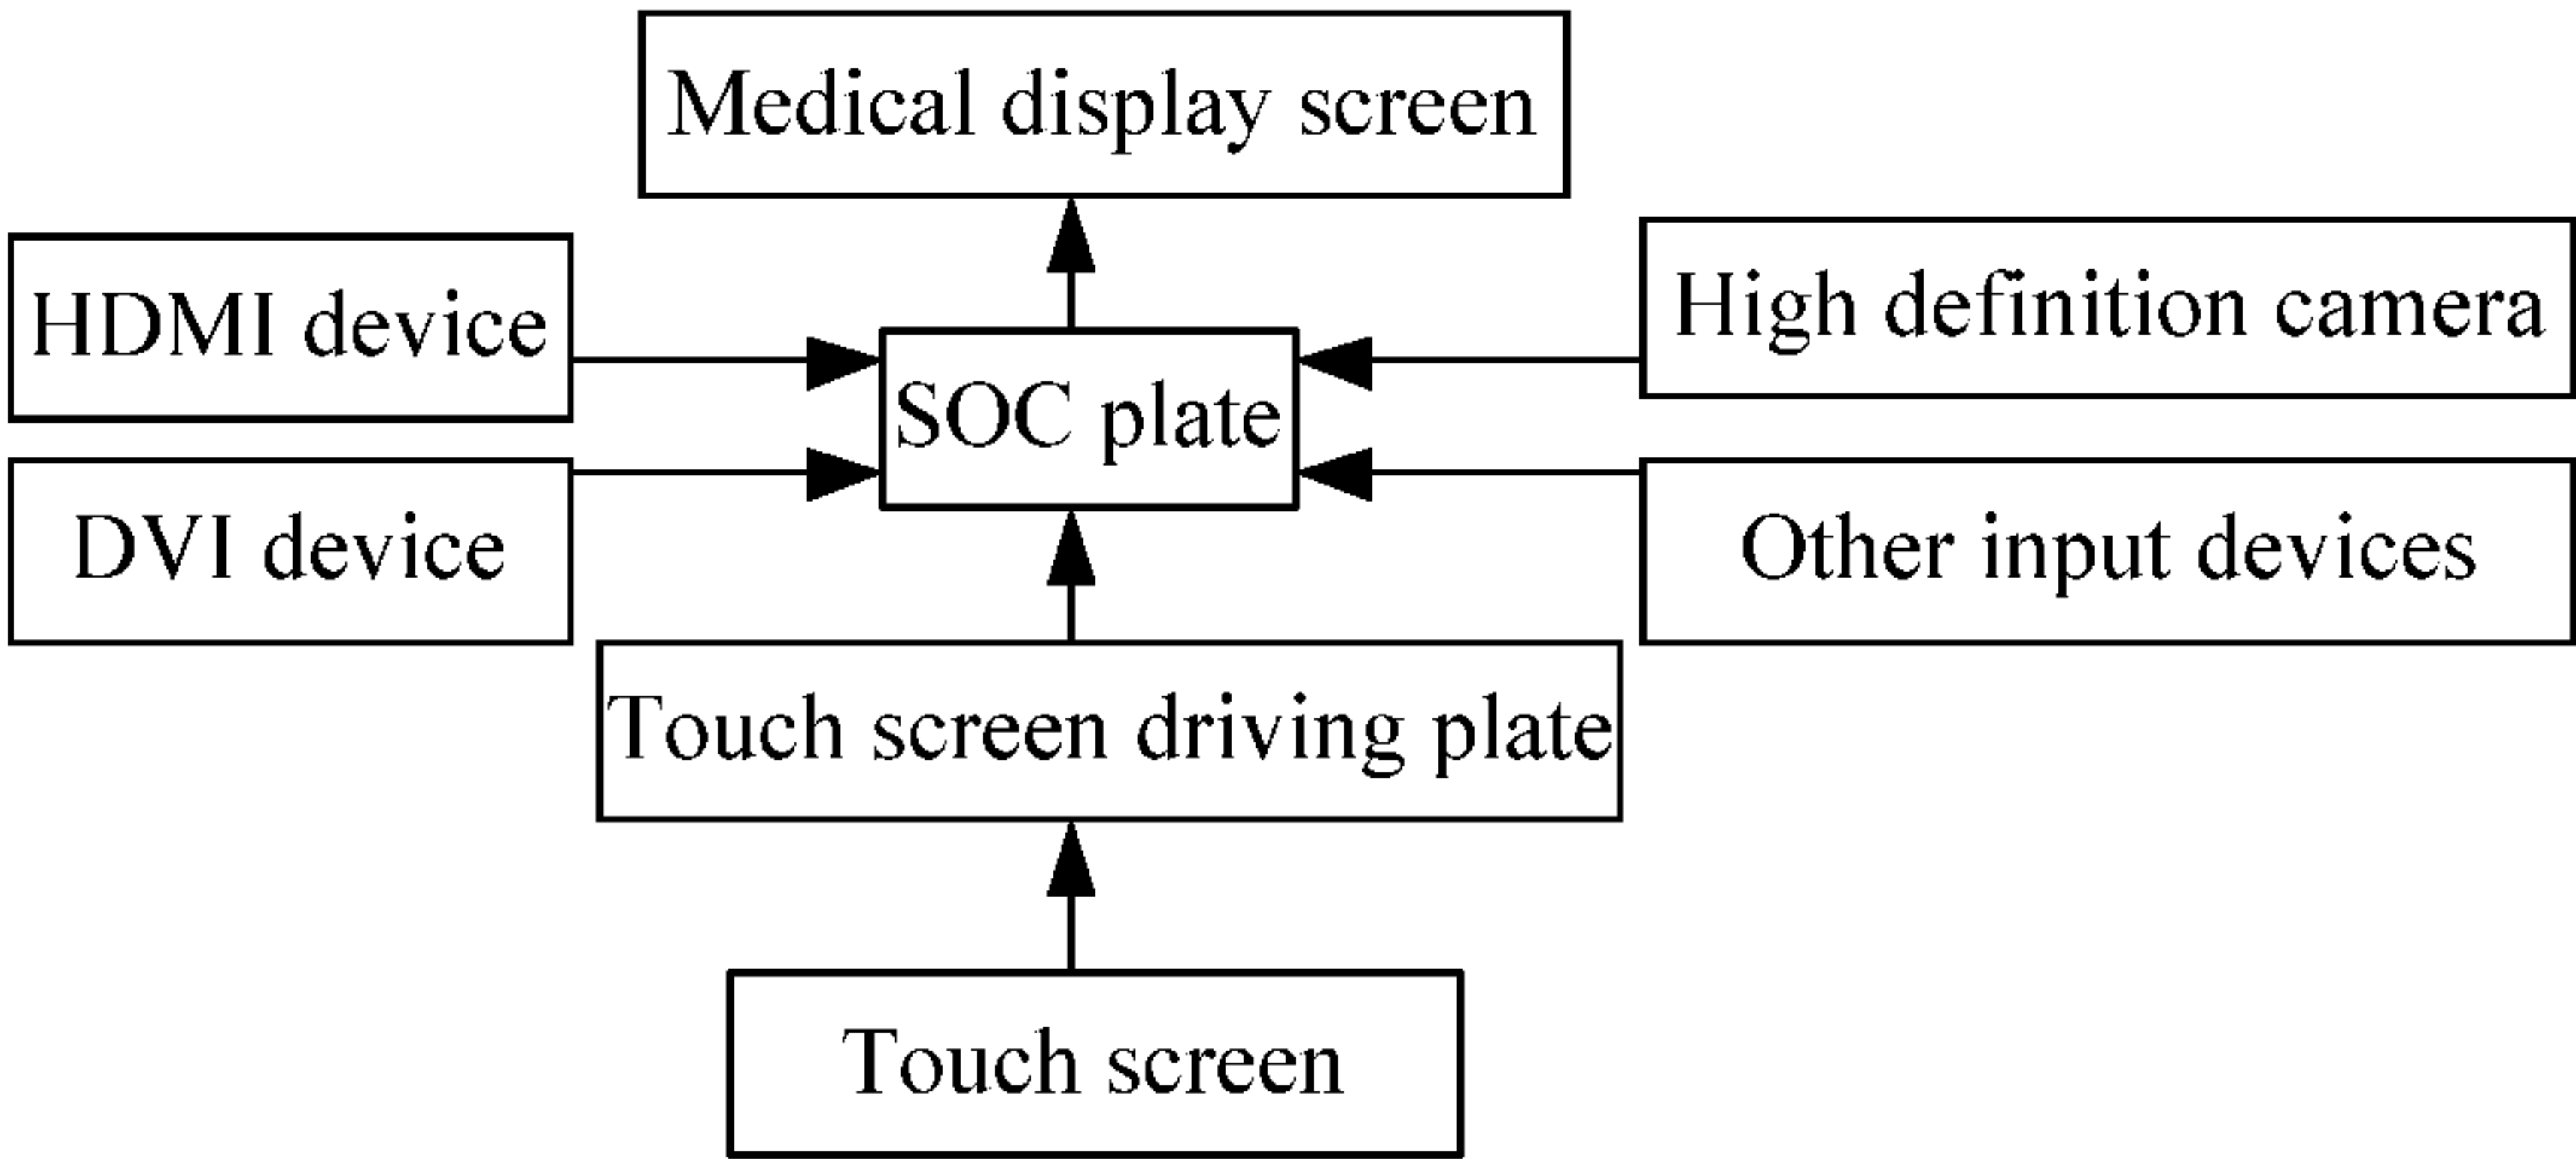 Medical display screen
HDMI device
High definition camera
SOC plate
DVI device
Other input devices
Touch screen driving plate
Touch screen